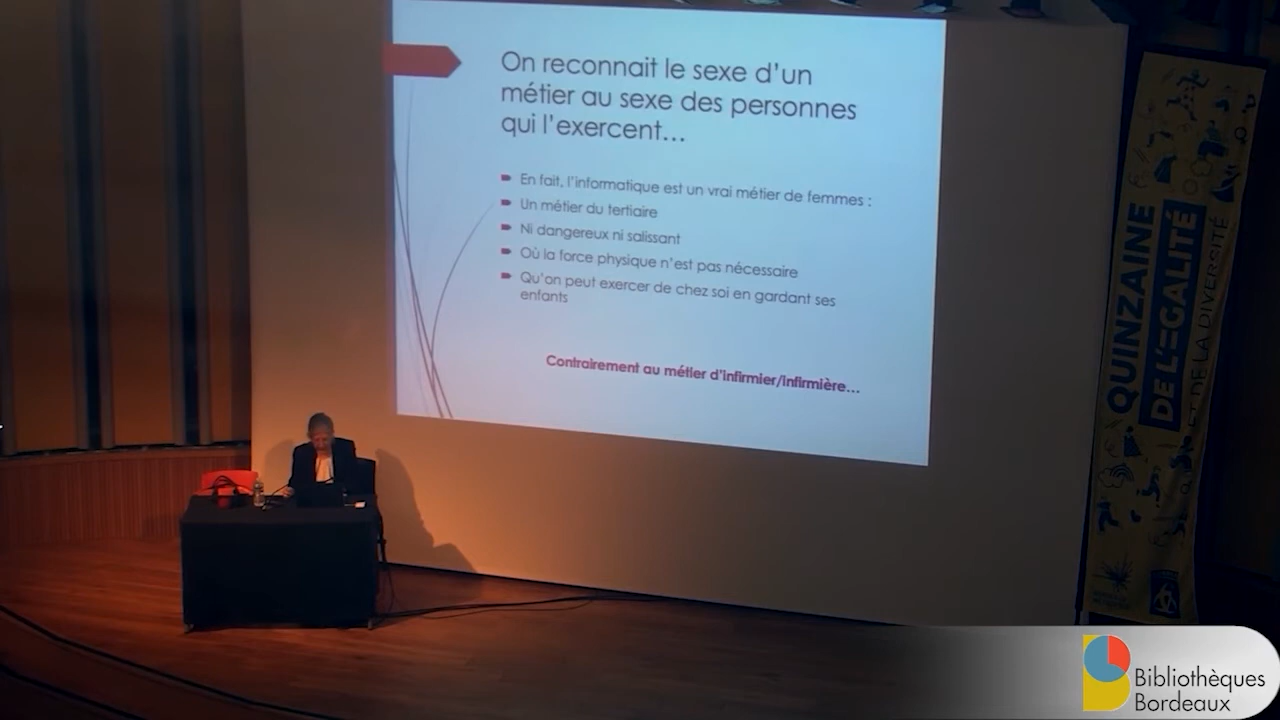 On reconnait le sexe d'un
métier au sexe des personnes
qui l'exercent...
En fait, l'informatique est un vrai métier de femmes :
Un métier du tertiaire
Ni dangereux ni salissant
Où la force physique n'est pas nécessaire
Qu'on peut exercer de chez soi en gardant ses
enfants
Contrairement au métier d'infirmier/infirmière...
QUINZAINE
DE L'ÉGALITÉ
ET DE LA DIVERSITÉ
Bibliothèques
Bordeaux